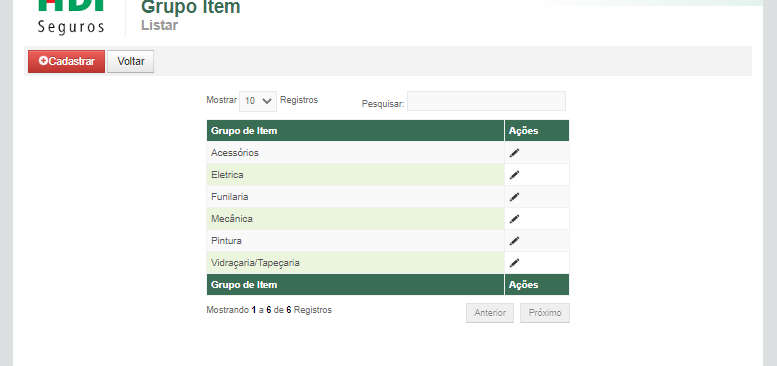 HDI
Seguros
Grupo Item
Listar
Cadastrar Voltar
Mostrar 10 Registros Pesquisar:
Grupo de Item Ações
Acessórios
Eletrica
Funilaria
Mecânica
Pintura
Vidraçaria/Tapeçaria
Grupo de Item Ações
Mostrando 1 a 6 de 6 Registros Anterior Próximo